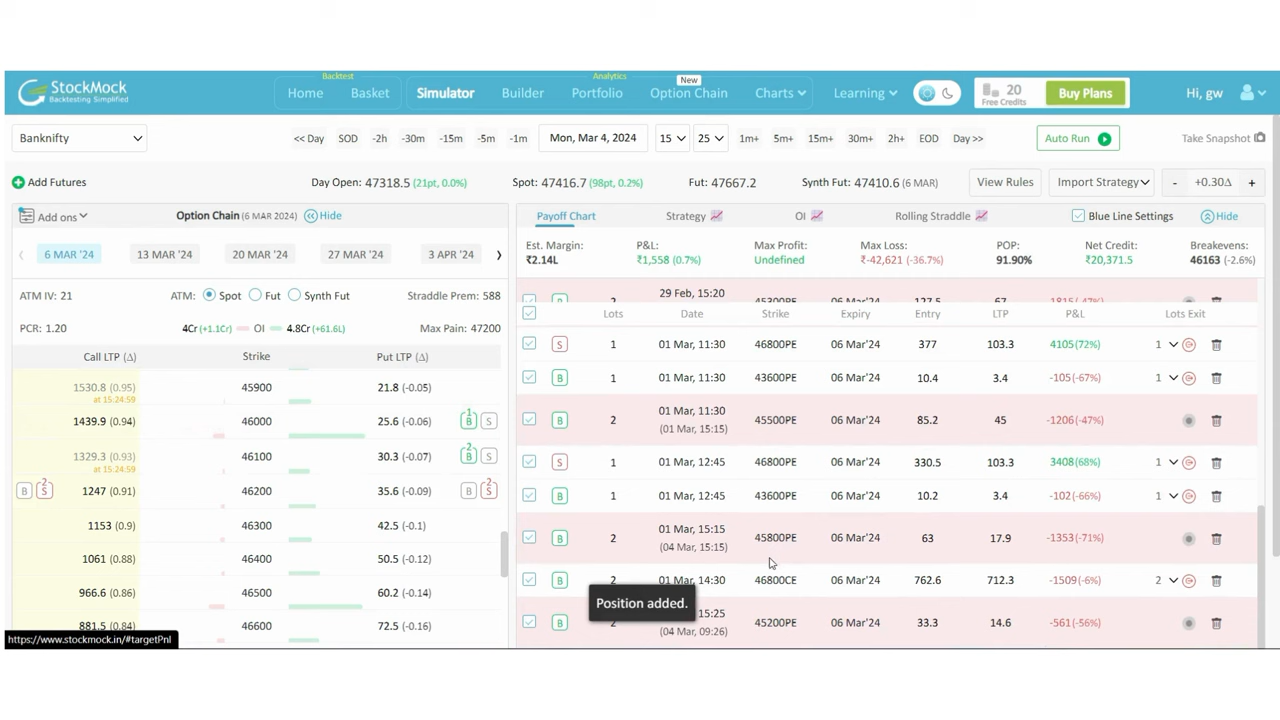 StockMock
Backtesting Simplified
Backtest
Home
Basket
Simulator
Builder
Analytics
Portfolio
New
Option Chain
Charts
Learning
20
Free Credits
Buy Plans
Hi, gw
Banknifty
<< Day
SOD
-2h
-30m
-15m
-5m
-1m
Mon, Mar 4, 2024
15
25
1m+
5m+
15m+
30m+
2h+
EOD
Day >>
Auto Run
Take Snapshot
Add Futures
Day Open: 47318.5 (21pt, 0.0%)
Spot: 47416.7 (98pt, 0.2%)
Fut: 47667.2
Synth Fut: 47410.6 (6 MAR)
View Rules
Import Strategy
- +0.30Δ +
Add ons
Option Chain (6 MAR 2024)
Hide
6 MAR '24
13 MAR '24
20 MAR '24
27 MAR '24
3 APR '24
ATM IV: 21
ATM: Spot Fut Synth Fut
Straddle Prem: 588
PCR: 1.20
4Cr (+1.1Cr) OI 4.8Cr (+61.6L)
Max Pain: 47200
Call LTP (Δ) Strike Put LTP (Δ)
1530.8 (0.95) 45900 21.8 (-0.05)
at 15:24:59
1439.9 (0.94) 46000 25.6 (-0.06) 1 B S
1329.3 (0.93) 46100 30.3 (-0.07) 2 B S
at 15:24:59
B 2 S 1247 (0.91) 46200 35.6 (-0.09) B 2 S
1153 (0.9) 46300 42.5 (-0.1)
1061 (0.88) 46400 50.5 (-0.12)
966.6 (0.86) 46500 60.2 (-0.14)
881.5 (0.84) 46600 72.5 (-0.16)
https://www.stockmock.in/#targetPnl
Payoff Chart
Strategy
OI
Rolling Straddle
Blue Line Settings
Hide
Est. Margin: P&L: Max Profit: Max Loss: POP: Net Credit: Breakevens:
₹2.14L ₹1,558 (0.7%) Undefined ₹-42,621 (-36.7%) 91.90% ₹20,371.5 46163 (-2.6%)
2 29 Feb, 15:20 45300PE 06 Mar'24 127.5 67 -1815(-47%)
Lots Date Strike Expiry Entry LTP P&L Lots Exit
S 1 01 Mar, 11:30 46800PE 06 Mar'24 377 103.3 4105(72%) 1
B 1 01 Mar, 11:30 43600PE 06 Mar'24 10.4 3.4 -105(-67%) 1
B 2 01 Mar, 11:30 45500PE 06 Mar'24 85.2 45 -1206(-47%)
(01 Mar, 15:15)
S 1 01 Mar, 12:45 46800PE 06 Mar'24 330.5 103.3 3408(68%) 1
B 1 01 Mar, 12:45 43600PE 06 Mar'24 10.2 3.4 -102(-66%) 1
B 2 01 Mar, 15:15 45800PE 06 Mar'24 63 17.9 -1353(-71%)
(04 Mar, 15:15)
B 2 01 Mar, 14:30 46800CE 06 Mar'24 762.6 712.3 -1509(-6%) 2
Position added.
B 2 15:25 45200PE 06 Mar'24 33.3 14.6 -561(-56%)
(04 Mar, 09:26)